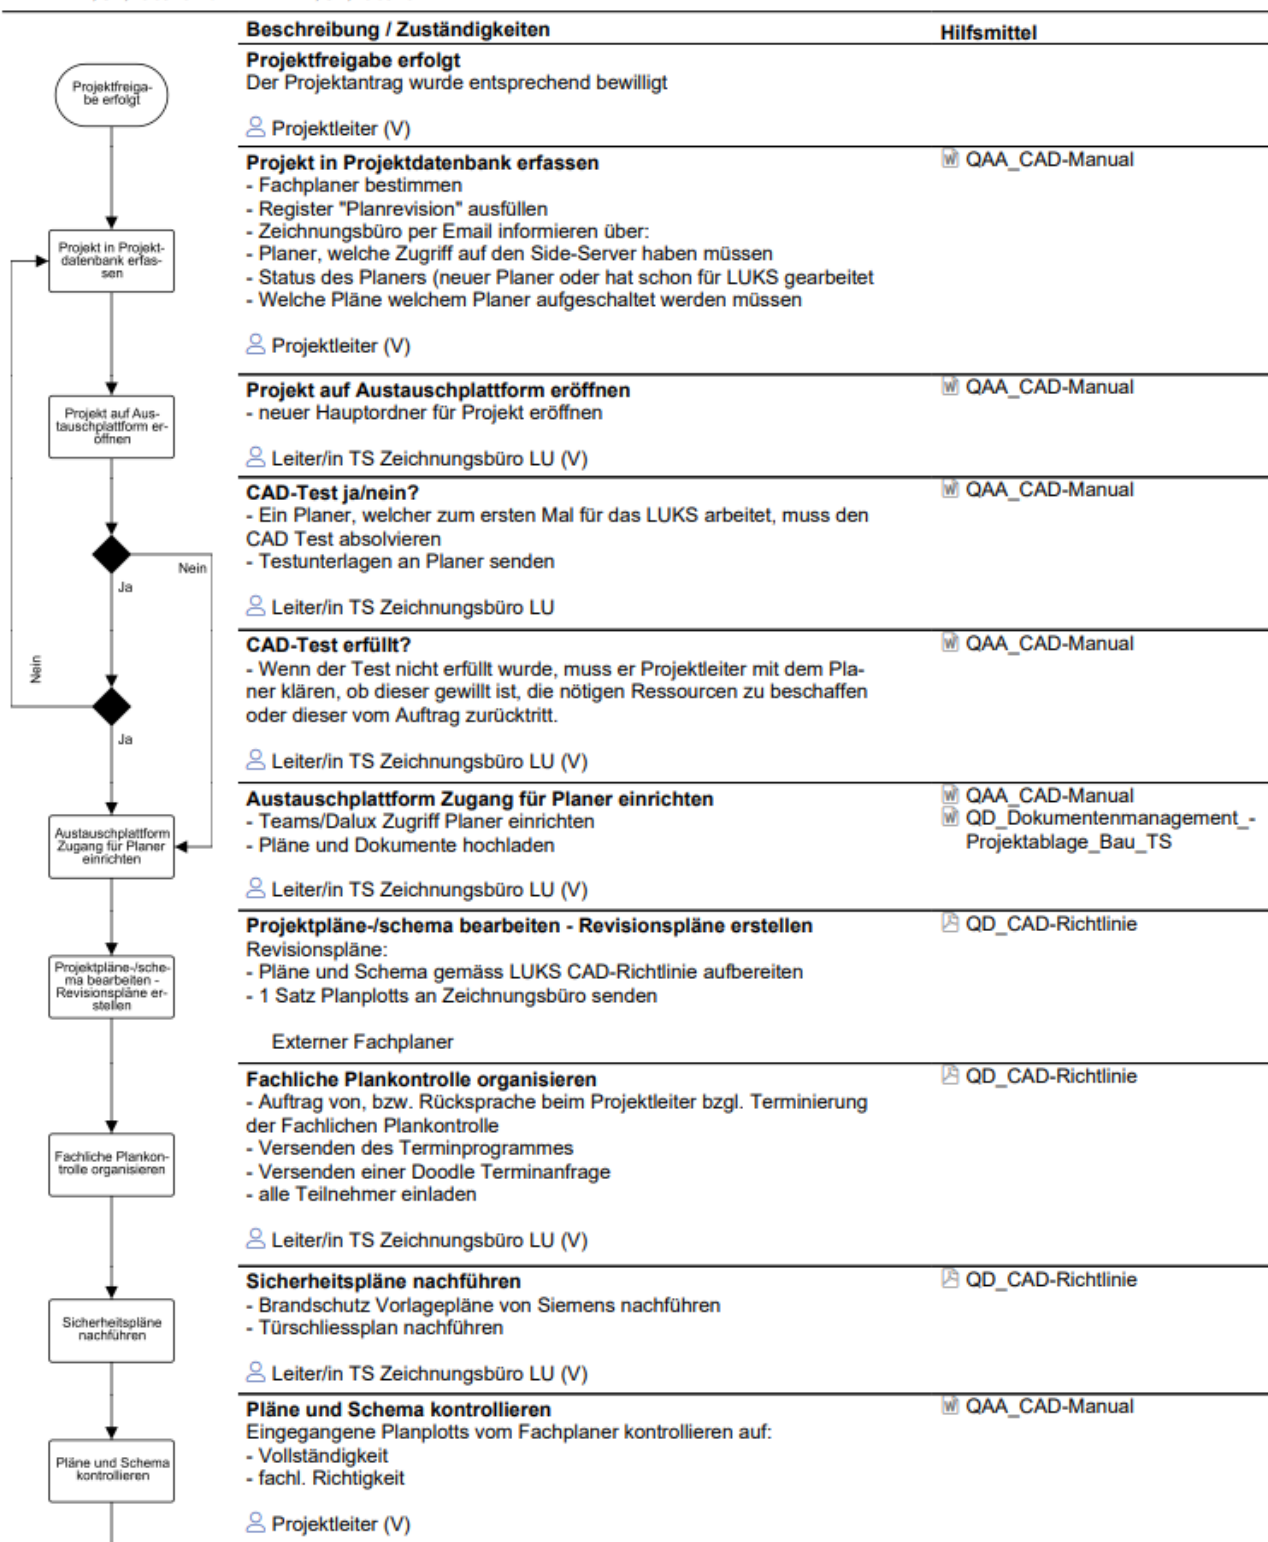 Beschreibung / Zuständigkeiten
Hilfsmittel
Projektfreiga-
be erfolgt
Projektfreigabe erfolgt
Der Projektantrag wurde entsprechend bewilligt
Projektleiter (V)
Projekt in Projekt-
datenbank erfas-
sen
Projekt in Projektdatenbank erfassen
- Fachplaner bestimmen
- Register "Planrevision" ausfüllen
- Zeichnungsbüro per Email informieren über:
- Planer, welche Zugriff auf den Side-Server haben müssen
- Status des Planers (neuer Planer oder hat schon für LUKS gearbeitet
- Welche Pläne welchem Planer aufgeschaltet werden müssen
Projektleiter (V)
QAA_CAD-Manual
Projekt auf Aus-
tauschplattform er-
öffnen
Projekt auf Austauschplattform eröffnen
- neuer Hauptordner für Projekt eröffnen
Leiter/in TS Zeichnungsbüro LU (V)
QAA_CAD-Manual
Nein
Ja
CAD-Test ja/nein?
- Ein Planer, welcher zum ersten Mal für das LUKS arbeitet, muss den
CAD Test absolvieren
- Testunterlagen an Planer senden
Leiter/in TS Zeichnungsbüro LU
QAA_CAD-Manual
Nein
Ja
CAD-Test erfüllt?
- Wenn der Test nicht erfüllt wurde, muss er Projektleiter mit dem Pla-
ner klären, ob dieser gewillt ist, die nötigen Ressourcen zu beschaffen
oder dieser vom Auftrag zurücktritt.
Leiter/in TS Zeichnungsbüro LU (V)
QAA_CAD-Manual
Austauschplattform
Zugang für Planer
einrichten
Austauschplattform Zugang für Planer einrichten
- Teams/Dalux Zugriff Planer einrichten
- Pläne und Dokumente hochladen
Leiter/in TS Zeichnungsbüro LU (V)
QAA_CAD-Manual
QD_Dokumentenmanagement_-
Projektablage_Bau_TS
Projektpläne-/sche-
ma bearbeiten -
Revisionspläne er-
stellen
Projektpläne-/schema bearbeiten - Revisionspläne erstellen
Revisionspläne:
- Pläne und Schema gemäss LUKS CAD-Richtlinie aufbereiten
- 1 Satz Planplotts an Zeichnungsbüro senden
Externer Fachplaner
QD_CAD-Richtlinie
Fachliche Plankon-
trolle organisieren
Fachliche Plankontrolle organisieren
- Auftrag von, bzw. Rücksprache beim Projektleiter bzgl. Terminierung
der Fachlichen Plankontrolle
- Versenden des Terminprogrammes
- Versenden einer Doodle Terminanfrage
- alle Teilnehmer einladen
Leiter/in TS Zeichnungsbüro LU (V)
QD_CAD-Richtlinie
Sicherheitspläne
nachführen
Sicherheitspläne nachführen
- Brandschutz Vorlagepläne von Siemens nachführen
- Türschliessplan nachführen
Leiter/in TS Zeichnungsbüro LU (V)
QD_CAD-Richtlinie
Pläne und Schema
kontrollieren
Pläne und Schema kontrollieren
Eingegangene Planplotts vom Fachplaner kontrollieren auf:
- Vollständigkeit
- fachl. Richtigkeit
Projektleiter (V)
QAA_CAD-Manual